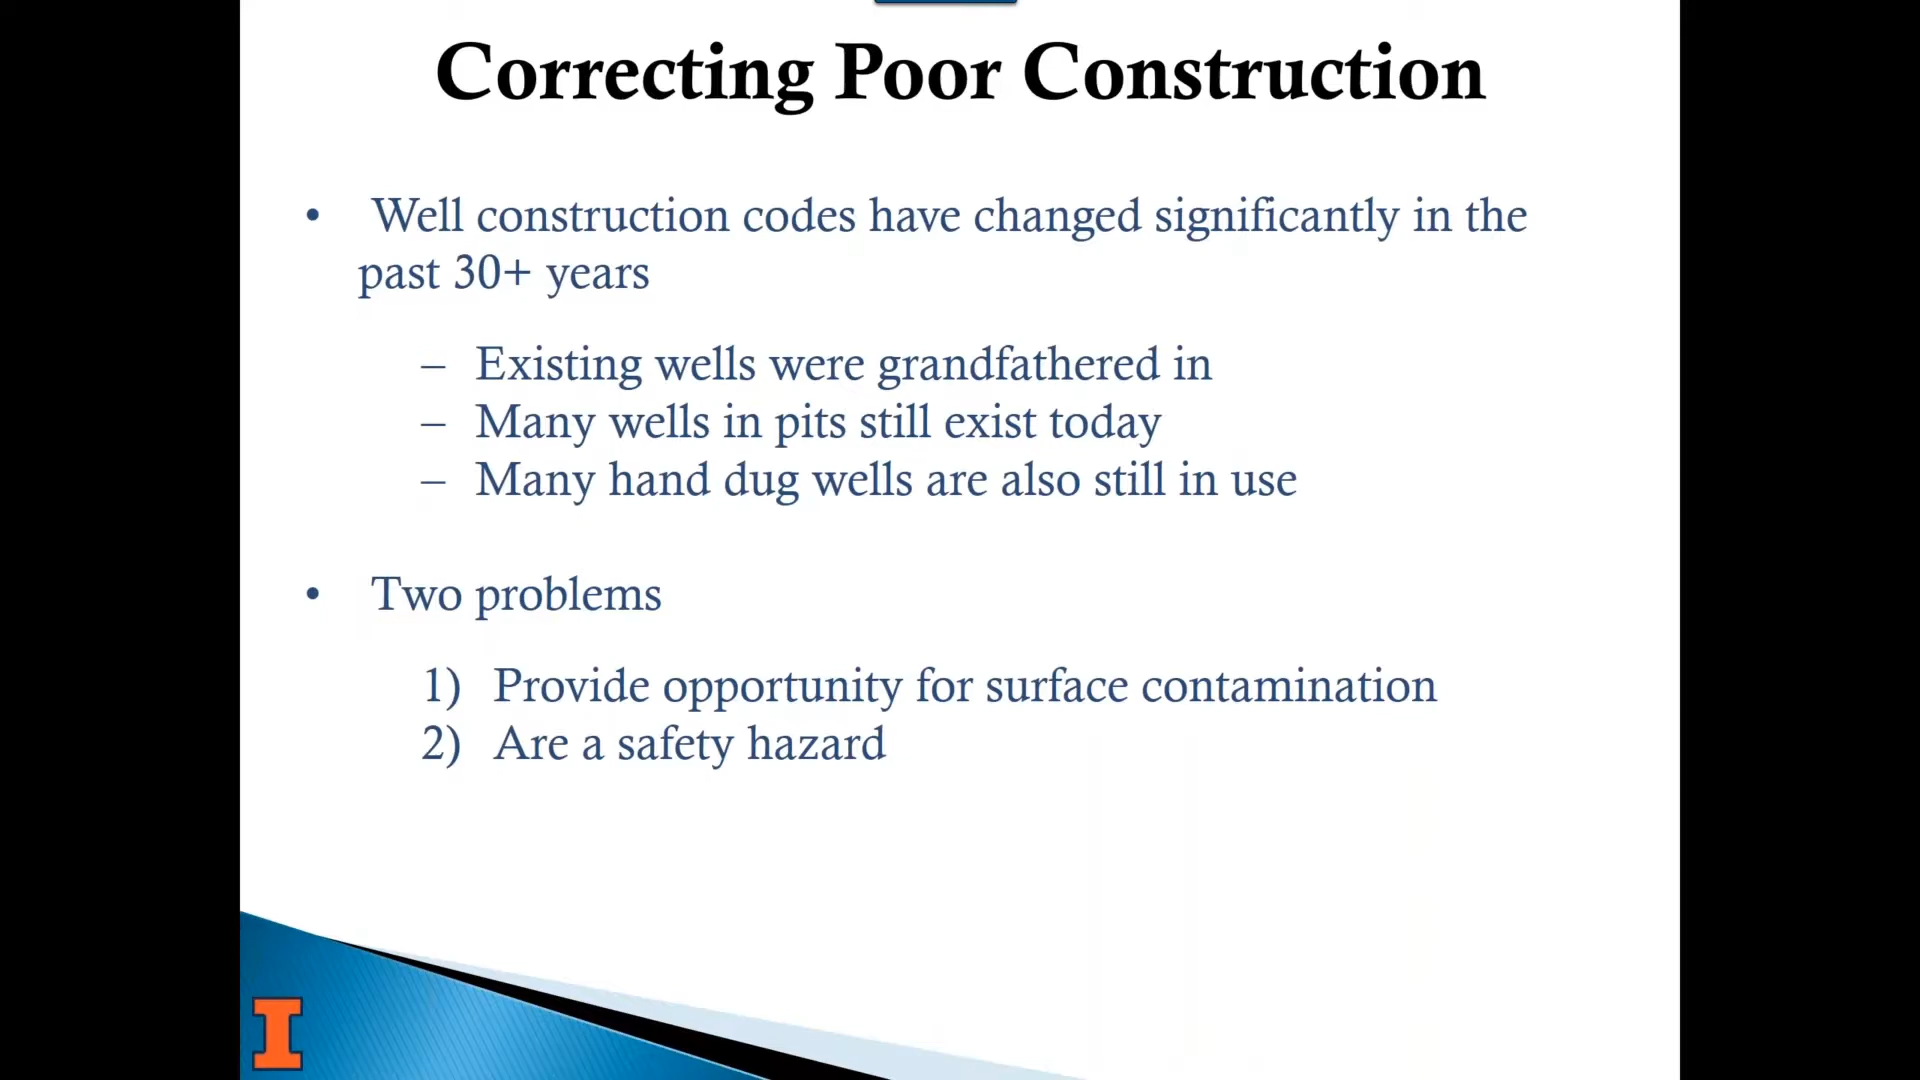 Correcting Poor Construction
• Well construction codes have changed significantly in the
past 30+ years
– Existing wells were grandfathered in
– Many wells in pits still exist today
– Many hand dug wells are also still in use
• Two problems
1) Provide opportunity for surface contamination
2) Are a safety hazard
I